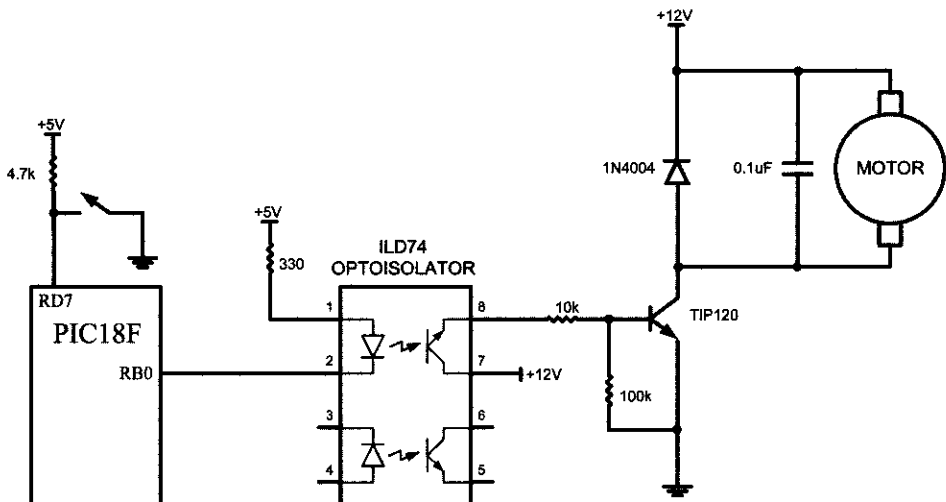 +12V
+5V
4.7k
1N4004
0.1uF
MOTOR
+5V
330
ILD74
OPTOISOLATOR
RD7
PIC18F
RB0
1
8
10k
TIP120
2
7
+12V
100k
3
6
4
5